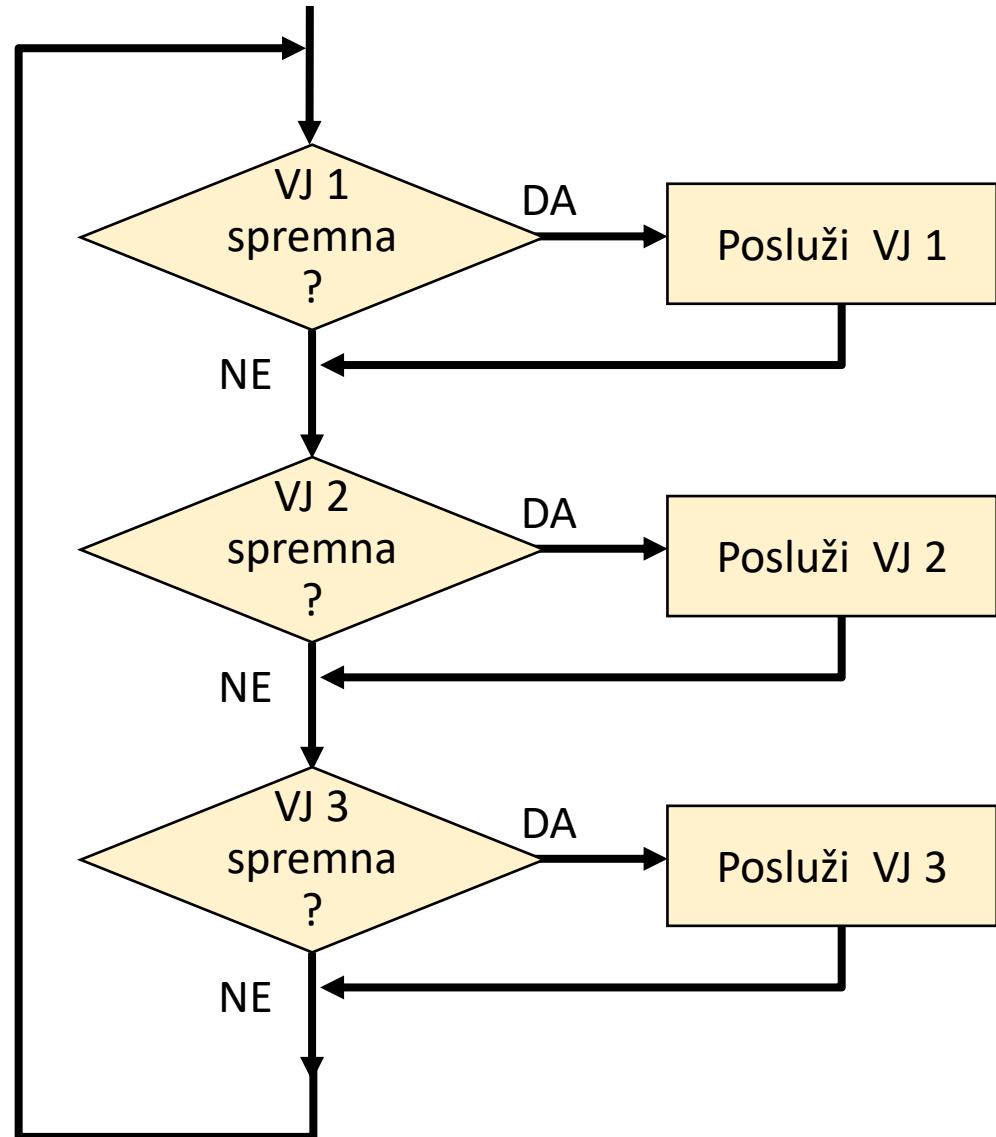 VJ 1
spremna
?
DA
Posluži VJ 1
NE
VJ 2
spremna
?
DA
Posluži VJ 2
NE
VJ 3
spremna
?
DA
Posluži VJ 3
NE